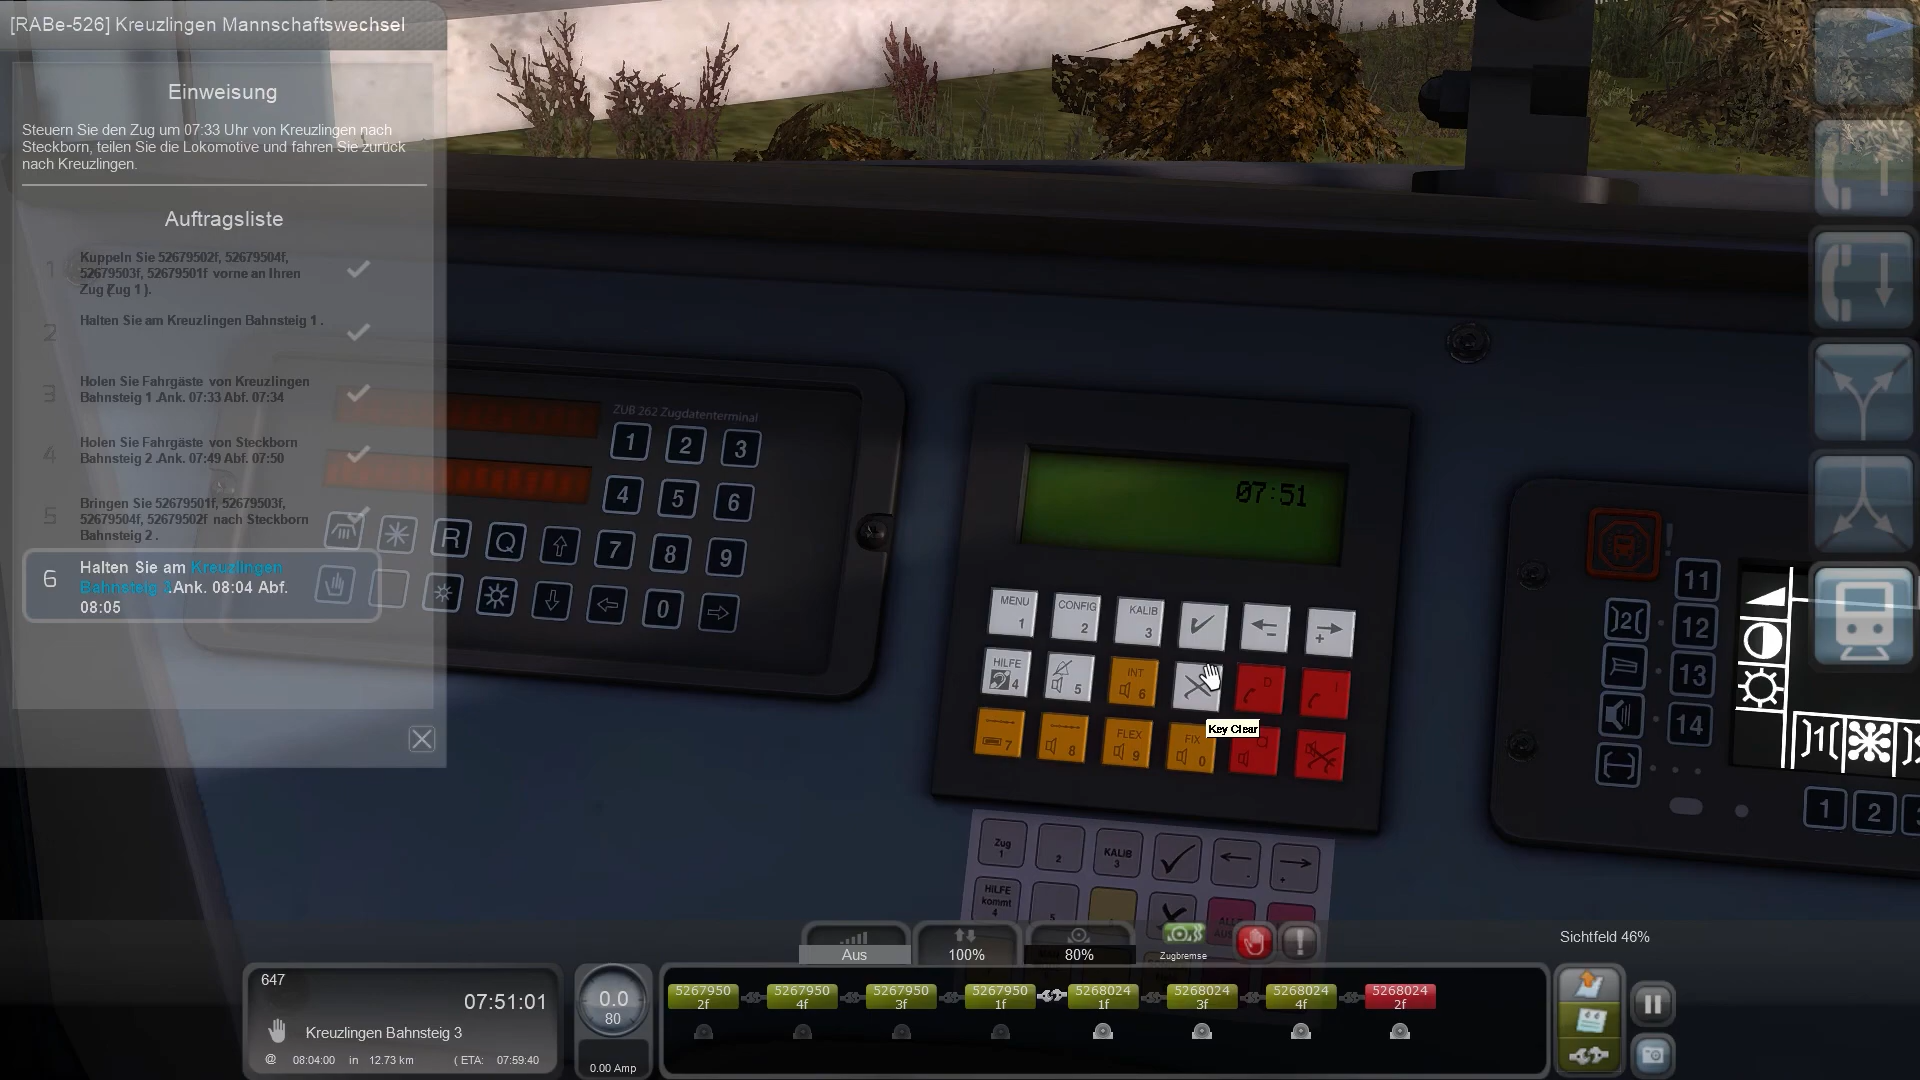 [RABe-526] Kreuzlingen Mannschaftswechsel
Einweisung
Steuern Sie den Zug um 07:33 Uhr von Kreuzlingen nach
Steckborn, teilen Sie die Lokomotive und fahren Sie zurück
nach Kreuzlingen.
Auftragsliste
1
Kuppeln Sie 52679502f, 52679504f,
52679503f, 52679501f vorne an Ihren
Zug (Zug 1 ).
2
Halten Sie am Kreuzlingen Bahnsteig 1 .
3
Holen Sie Fahrgäste von Kreuzlingen
Bahnsteig 1 .Ank. 07:33 Abf. 07:34
4
Holen Sie Fahrgäste von Steckborn
Bahnsteig 2 .Ank. 07:49 Abf. 07:50
5
Bringen Sie 52679501f, 52679503f,
52679504f, 52679502f nach Steckborn
Bahnsteig 2 .
6
Halten Sie am Kreuzlingen
Bahnsteig 3.Ank. 08:04 Abf.
08:05
ZUB 262 Zugdatenterminal
1 2 3
4 5 6
R Q 7 8 9
0
07:51
MENU 1 CONFIG 2 KALIB 3
HILFE 4 5 INT 6 D I
7 8 FLEX 9 FIX 0
Key Clear
Zug 1 2 KALIB 3
HILFE kommt 4 5
11
12
13
14
1 2
Sichtfeld 46%
Aus 100% 80% Zugbremse
647
07:51:01
Kreuzlingen Bahnsteig 3
@ 08:04:00 in 12.73 km ( ETA: 07:59:40
0.0
80
0.00 Amp
5267950 2f
5267950 4f
5267950 3f
5267950 1f
5268024 1f
5268024 3f
5268024 4f
5268024 2f